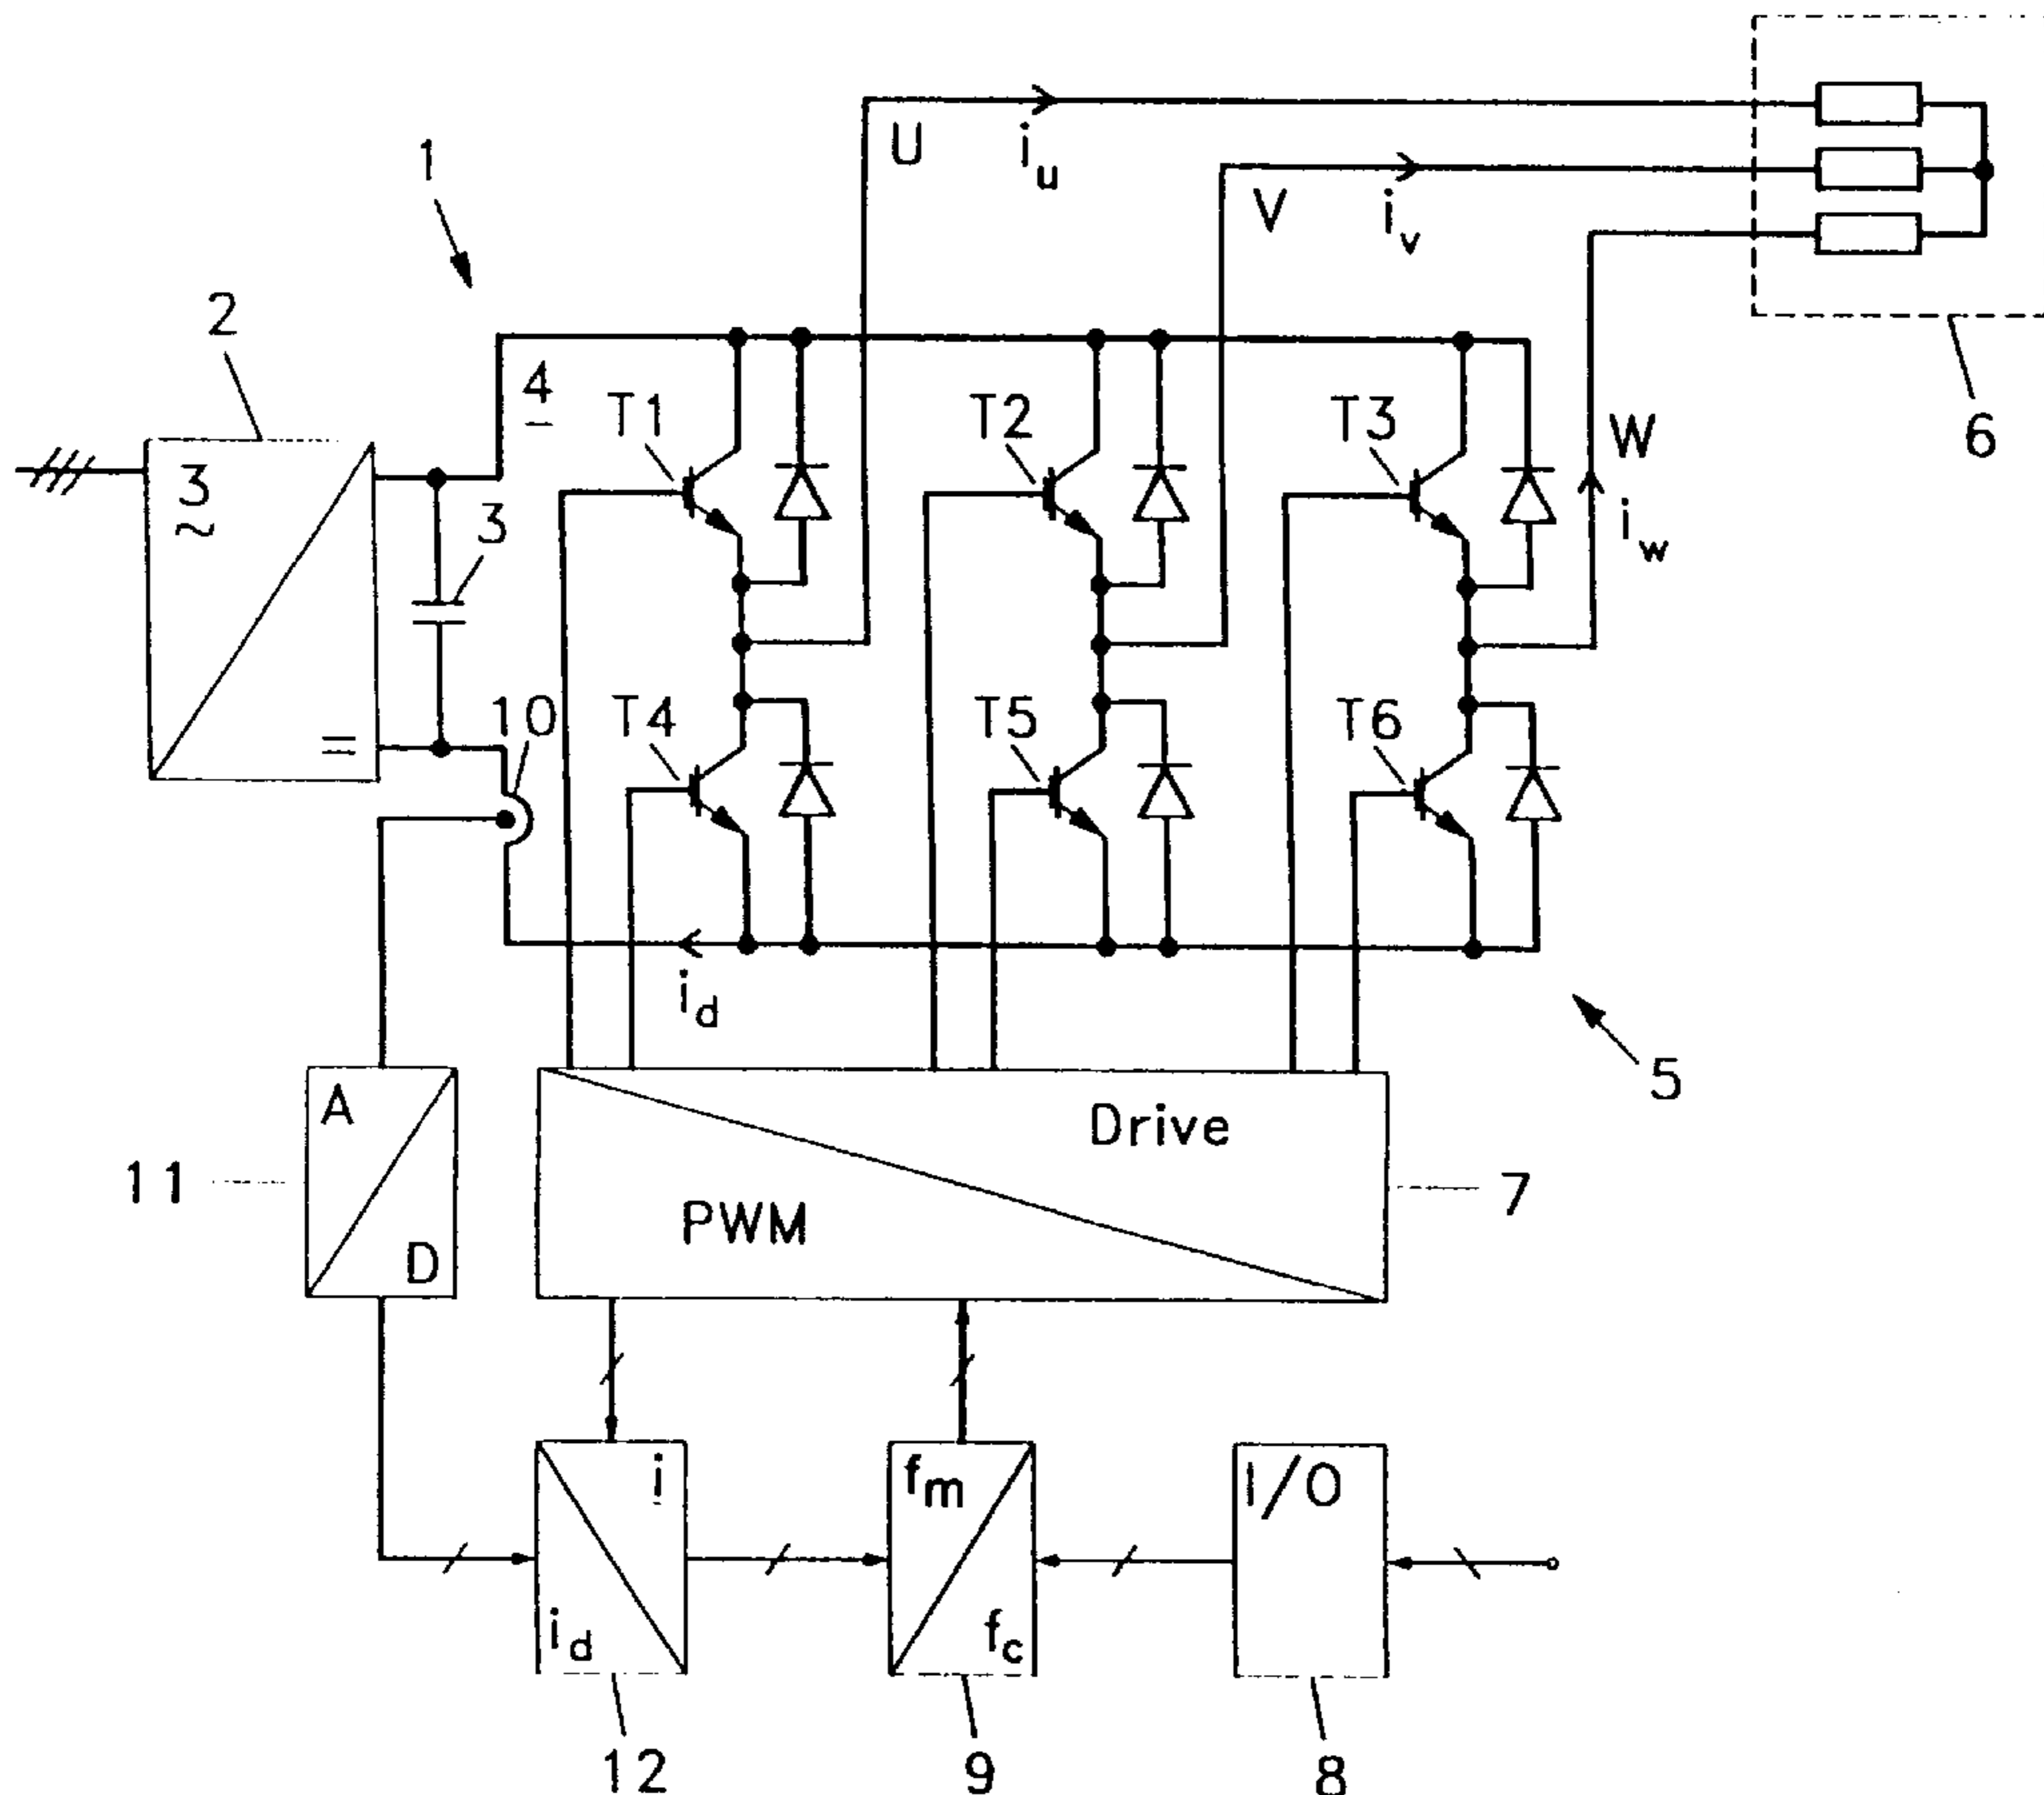 U
i_u
V
i_v
1
2
4
T1
T2
T3
W
6
3
~
3
i_w
=
10
T4
T5
T6
i_d
5
A
D
11
Drive
PWM
7
i
i_d
f_m
f_c
I/O
12
9
8